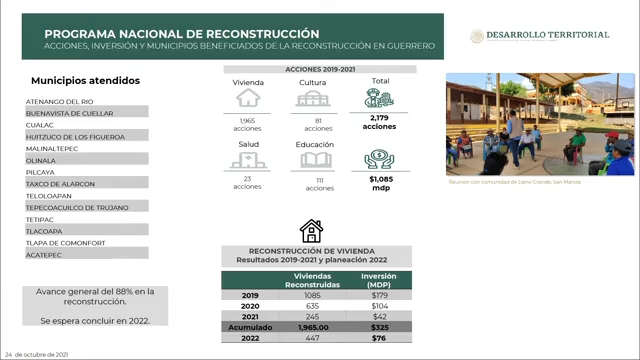 PROGRAMA NACIONAL DE RECONSTRUCCIÓN
ACCIONES, INVERSIÓN Y MUNICIPIOS BENEFICIADOS DE LA RECONSTRUCCIÓN EN GUERRERO
DESARROLLO TERRITORIAL
Municipios atendidos
ATENANGO DEL RIO
BUENAVISTA DE CUELLAR
CUALAC
HUITZUCO DE LOS FIGUEROA
MALINALTEPEC
OLINALA
PILCAYA
TAXCO DE ALARCON
TELOLOAPAN
TEPECOACUILCO DE TRUJANO
TETIPAC
TLACOAPA
TLAPA DE COMONFORT
ACATEPEC
Avance general del 88% en la
reconstrucción.
Se espera concluir en 2022.
ACCIONES 2019-2021
Vivienda Cultura Total
1,965 acciones
81 acciones
2,179 acciones
Salud Educación
23 acciones
111 acciones
$1,085 mdp
Reunión con comunidad de Llano Grande, San Marcos.
RECONSTRUCCIÓN DE VIVIENDA
Resultados 2019-2021 y planeación 2022
Viviendas Reconstruidas Inversión (MDP)
2019 1085 $179
2020 635 $104
2021 245 $42
Acumulado 1,965.00 $325
2022 447 $76
24 de octubre de 2021